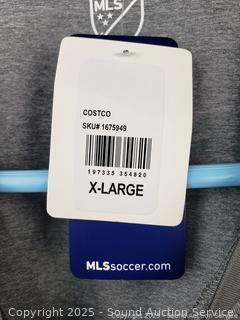 MLS
COSTCO
SKU# 1675949
197335 354820
X-LARGE
MLSsoccer.com
Copyright 2025 - Sound Auction Service